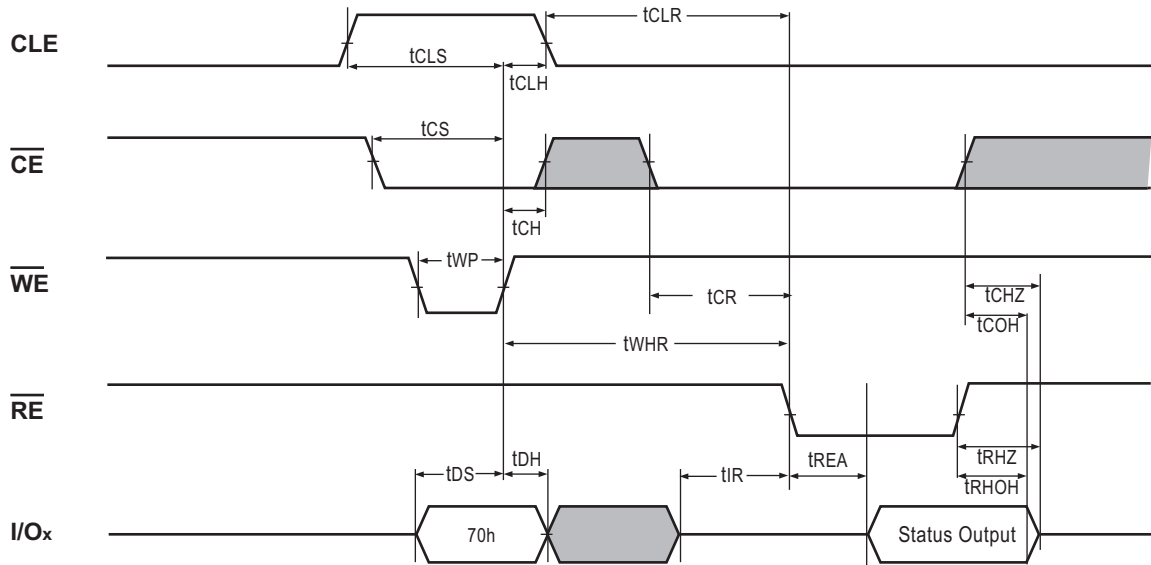 tCLR
CLE
tCLS
tCLH
tCS
CE
tCH
tWP
WE
tCR
tCHZ
tCOH
tWHR
RE
tREA
tRHZ
tDS
tDH
tIR
tRHOH
I/Ox
70h
Status Output